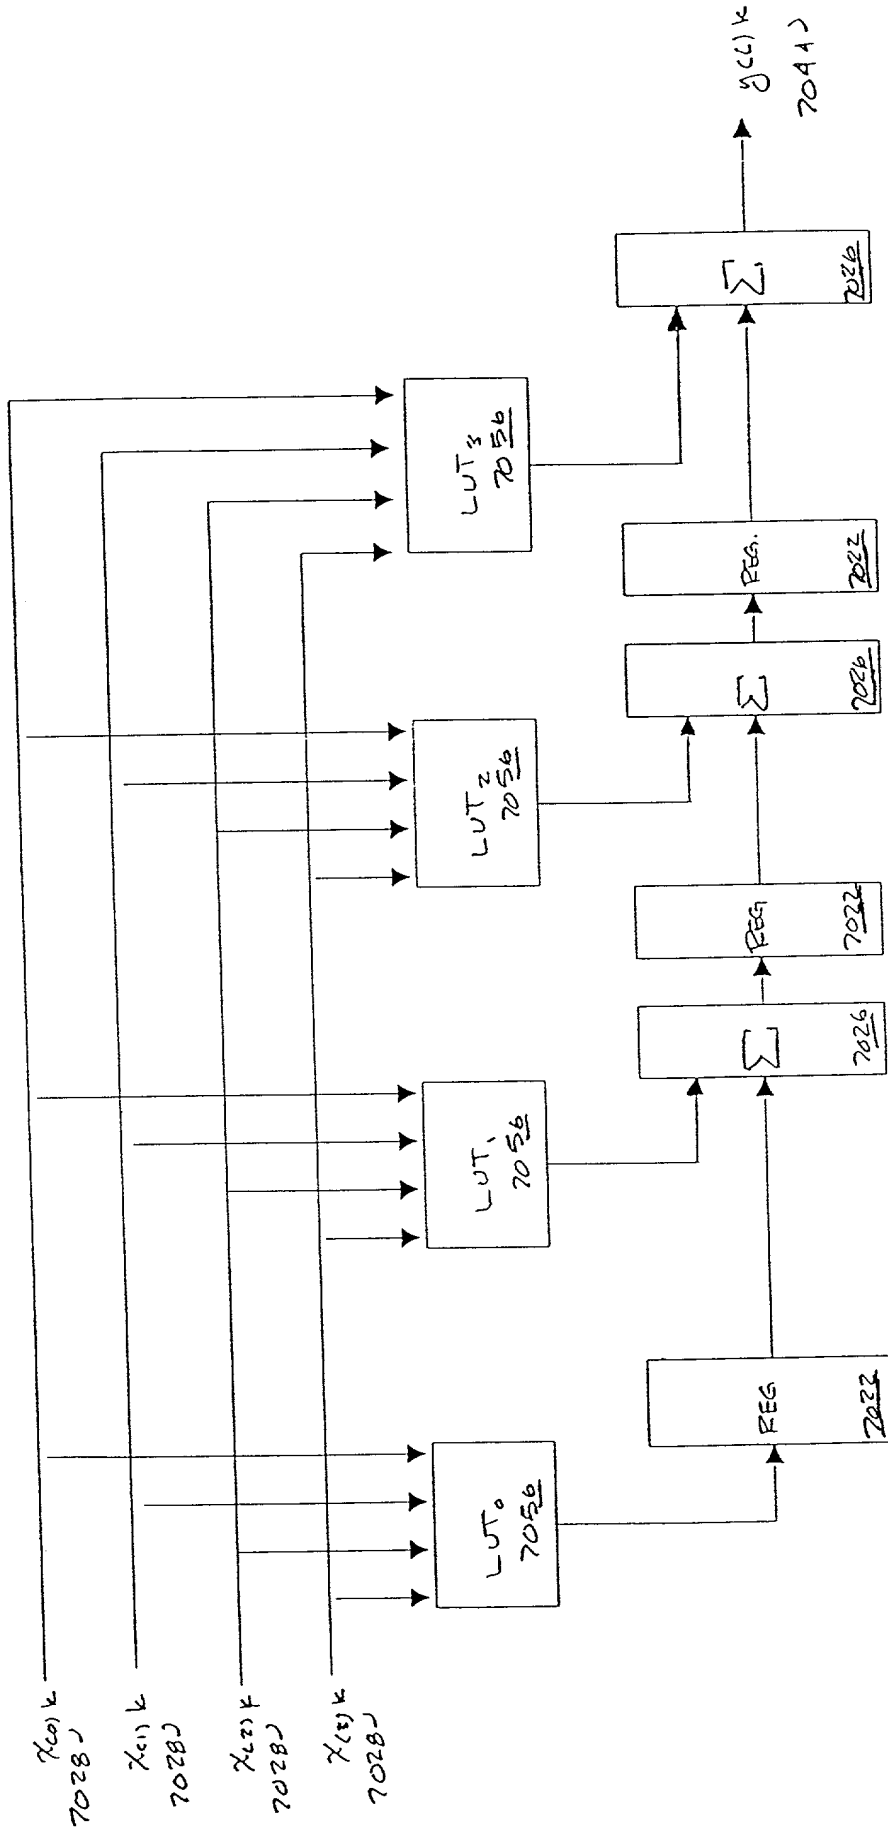 x(0)k
7028
x(1)k
7028
x(2)k
7028
x(3)k
7028
LUT0
7056
LUT1
7056
LUT2
7056
LUT3
7056
REG
7022
Σ
7026
REG
7022
Σ
7026
REG.
7022
Σ
7026
y(i)k
7044